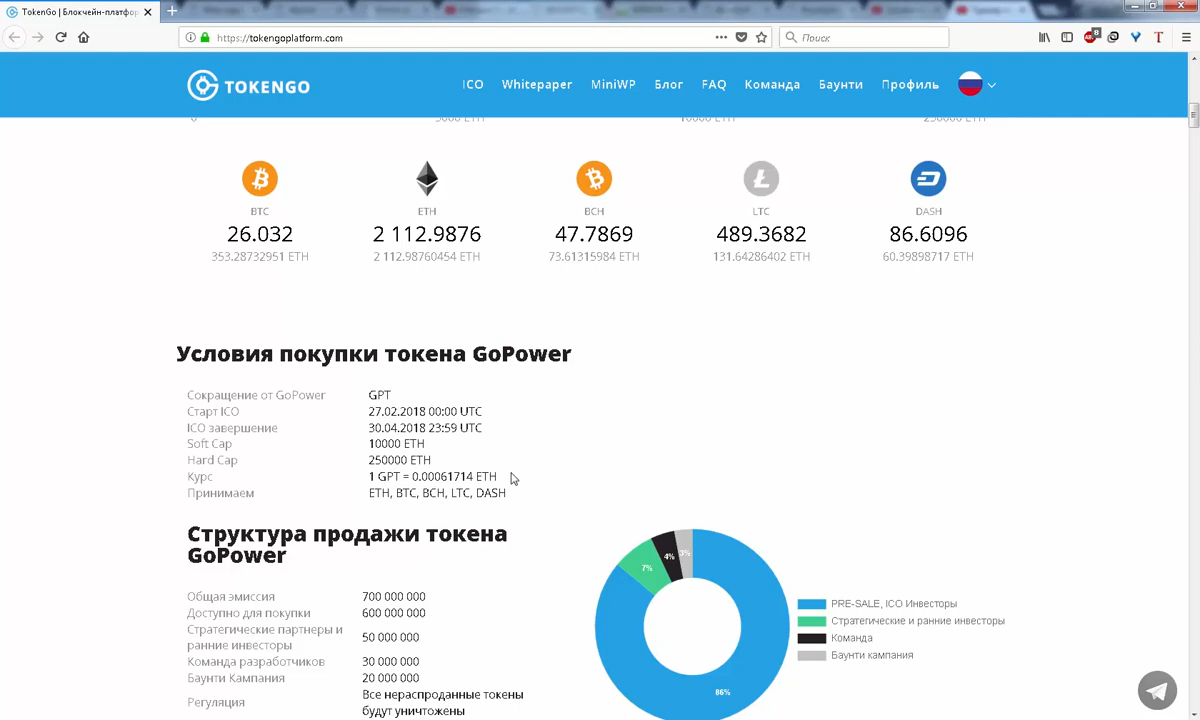 TokenGo | Блокчейн-платфор
https://tokengoplatform.com
Поиск
TOKENGO
ICO Whitepaper MiniWP Блог FAQ Команда Баунти Профиль
BTC ETH BCH LTC DASH
26.032 2 112.9876 47.7869 489.3682 86.6096
353.28732951 ETH 2 112.98760454 ETH 73.61315984 ETH 131.64286402 ETH 60.39898717 ETH
Условия покупки токена GoPower
Сокращение от GoPower GPT
Старт ICO 27.02.2018 00:00 UTC
ICO завершение 30.04.2018 23:59 UTC
Soft Cap 10000 ETH
Hard Cap 250000 ETH
Курс 1 GPT = 0.00061714 ETH
Принимаем ETH, BTC, BCH, LTC, DASH
Структура продажи токена
GoPower
Общая эмиссия 700 000 000
Доступно для покупки 600 000 000
Стратегические партнеры и
ранние инвесторы 50 000 000
Команда разработчиков 30 000 000
Баунти Кампания 20 000 000
Регуляция Все нераспроданные токены
будут уничтожены
7% 4% 3%
86%
PRE-SALE, ICO Инвесторы
Стратегические и ранние инвесторы
Команда
Баунти кампания